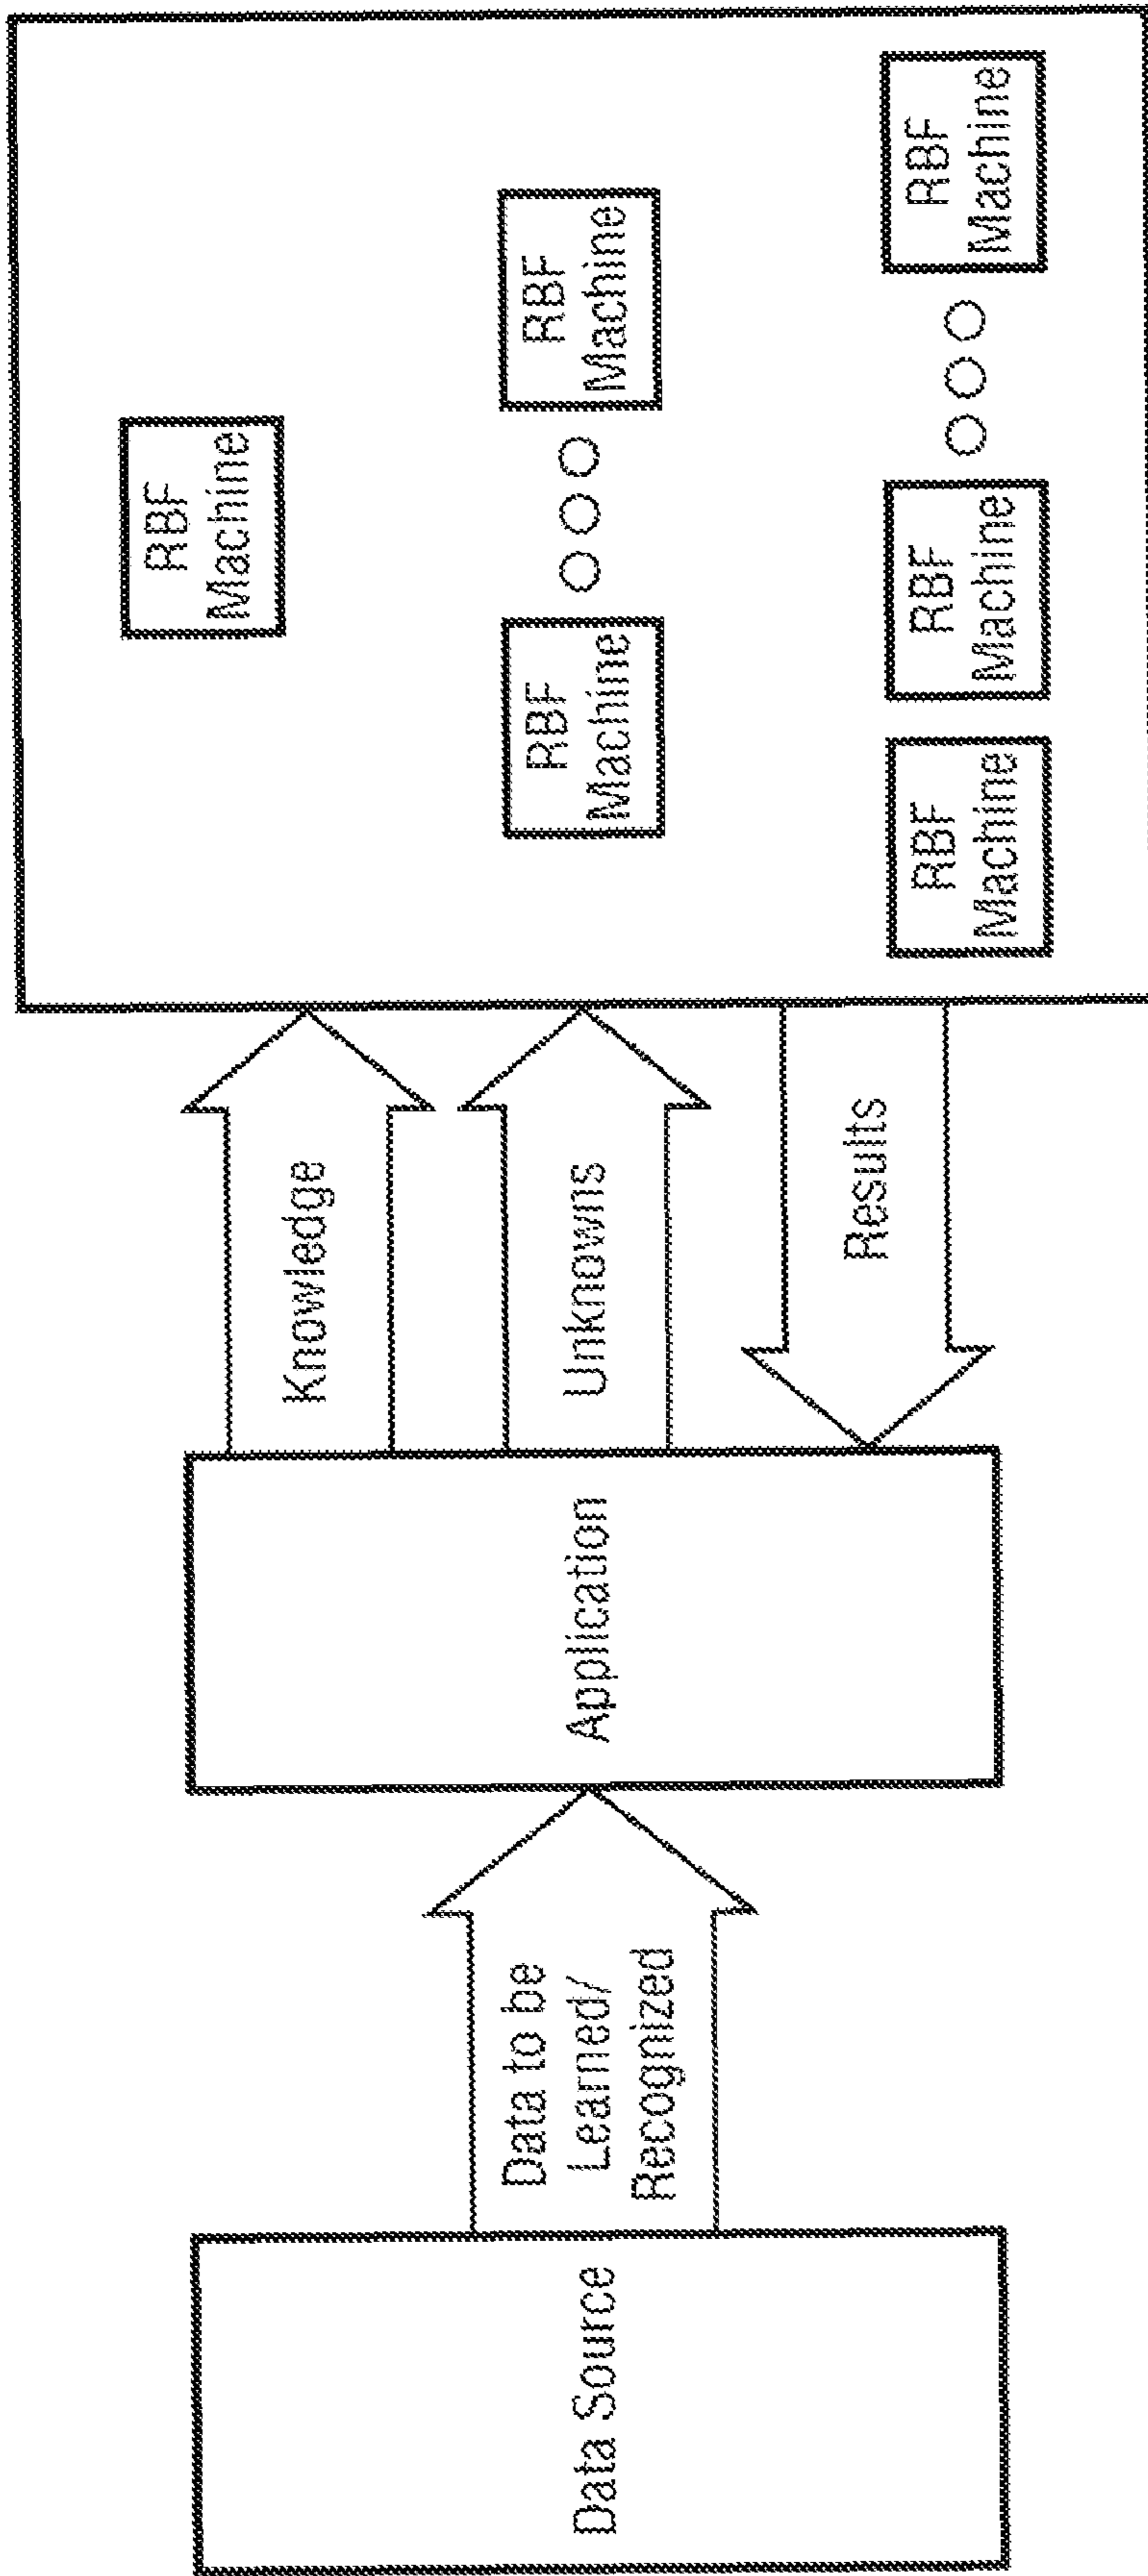 Data Source
Data to be
Learned/
Recognized
Application
Knowledge
Unknowns
Results
RBF
Machine
RBF
Machine
RBF
Machine
RBF
Machine
RBF
Machine
RBF
Machine